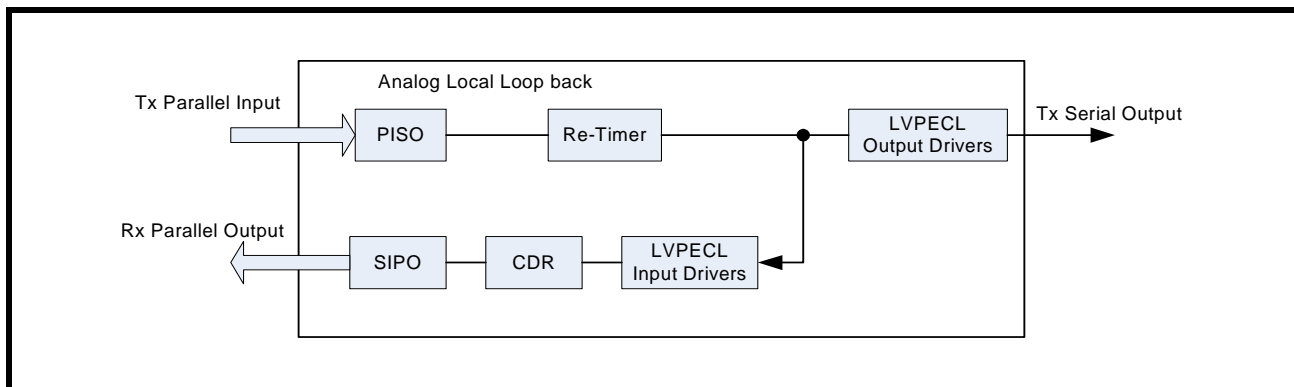 Analog Local Loop back
Tx Parallel Input
PISO
Re-Timer
LVPECL
Output Drivers
Tx Serial Output
Rx Parallel Output
SIPO
CDR
LVPECL
Input Drivers